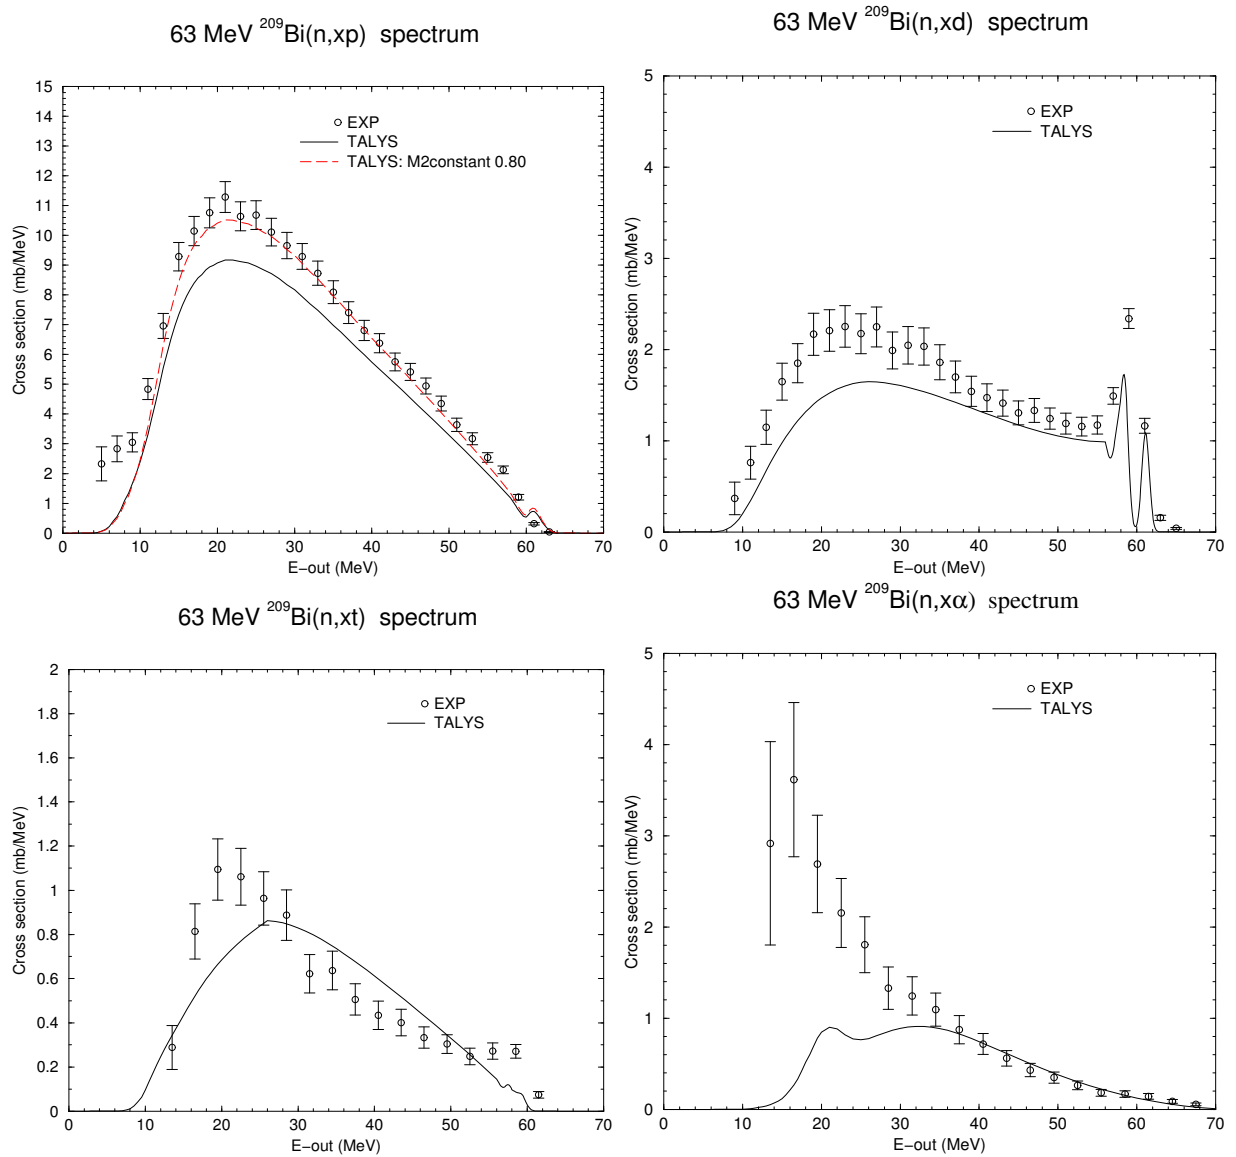 63 MeV ²⁰⁹Bi(n,xp) spectrum
15
14
13
12
11
10
9
8
7
6
5
4
3
2
1
0
Cross section (mb/MeV)
EXP
TALYS
TALYS: M2constant 0.80
0 10 20 30 40 50 60 70
E−out (MeV)
63 MeV ²⁰⁹Bi(n,xd) spectrum
5
4
3
2
1
0
Cross section (mb/MeV)
EXP
TALYS
0 10 20 30 40 50 60 70
E−out (MeV)
63 MeV ²⁰⁹Bi(n,xt) spectrum
2
1.8
1.6
1.4
1.2
1
0.8
0.6
0.4
0.2
0
Cross section (mb/MeV)
EXP
TALYS
0 10 20 30 40 50 60 70
E−out (MeV)
63 MeV ²⁰⁹Bi(n,xα) spectrum
5
4
3
2
1
0
Cross section (mb/MeV)
EXP
TALYS
0 10 20 30 40 50 60 70
E−out (MeV)